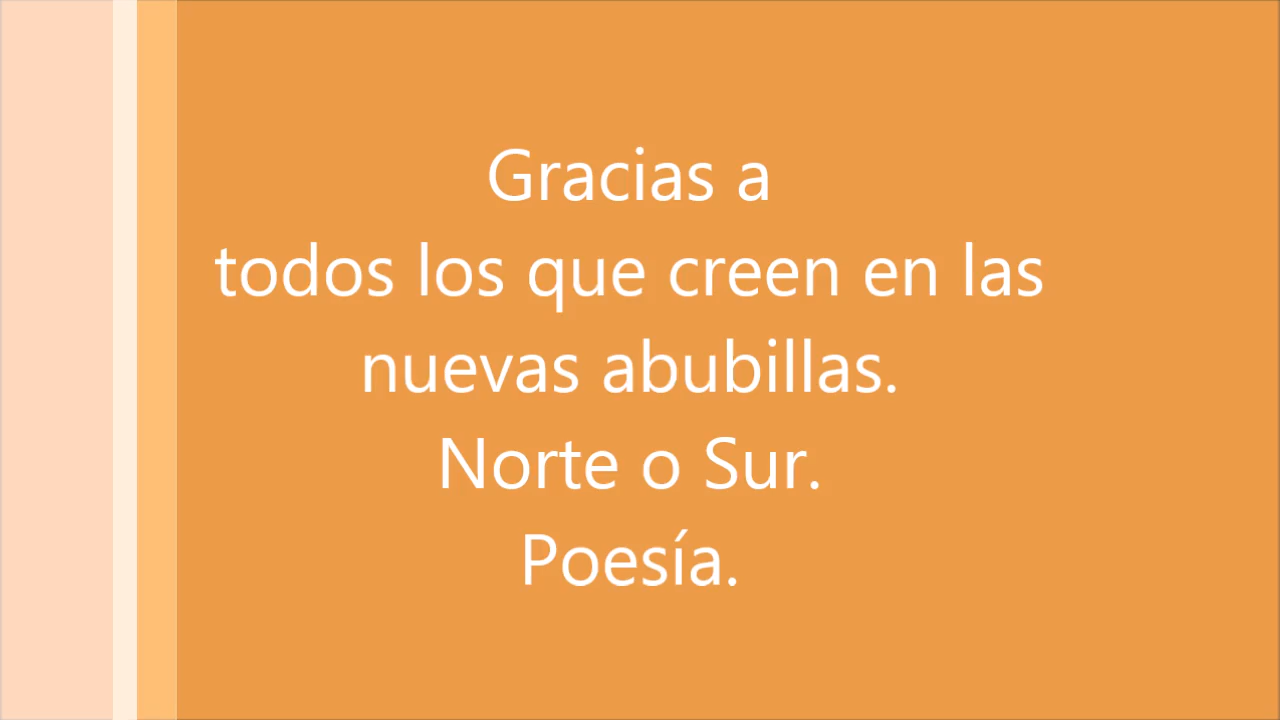 Gracias a
todos los que creen en las
nuevas abubillas.
Norte o Sur.
Poesía.